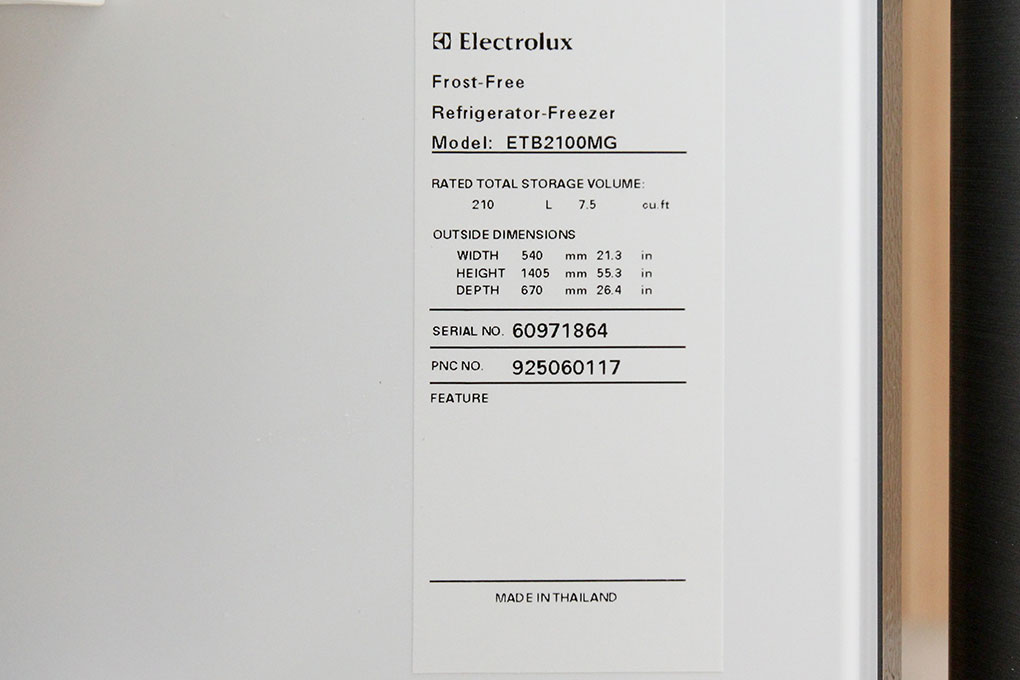 Electrolux
Frost-Free
Refrigerator-Freezer
Model: ETB2100MG
RATED TOTAL STORAGE VOLUME:
210 L 7.5 cu.ft
OUTSIDE DIMENSIONS
WIDTH 540 mm 21.3 in
HEIGHT 1405 mm 55.3 in
DEPTH 670 mm 26.4 in
SERIAL NO. 60971864
PNC NO. 925060117
FEATURE
MADE IN THAILAND